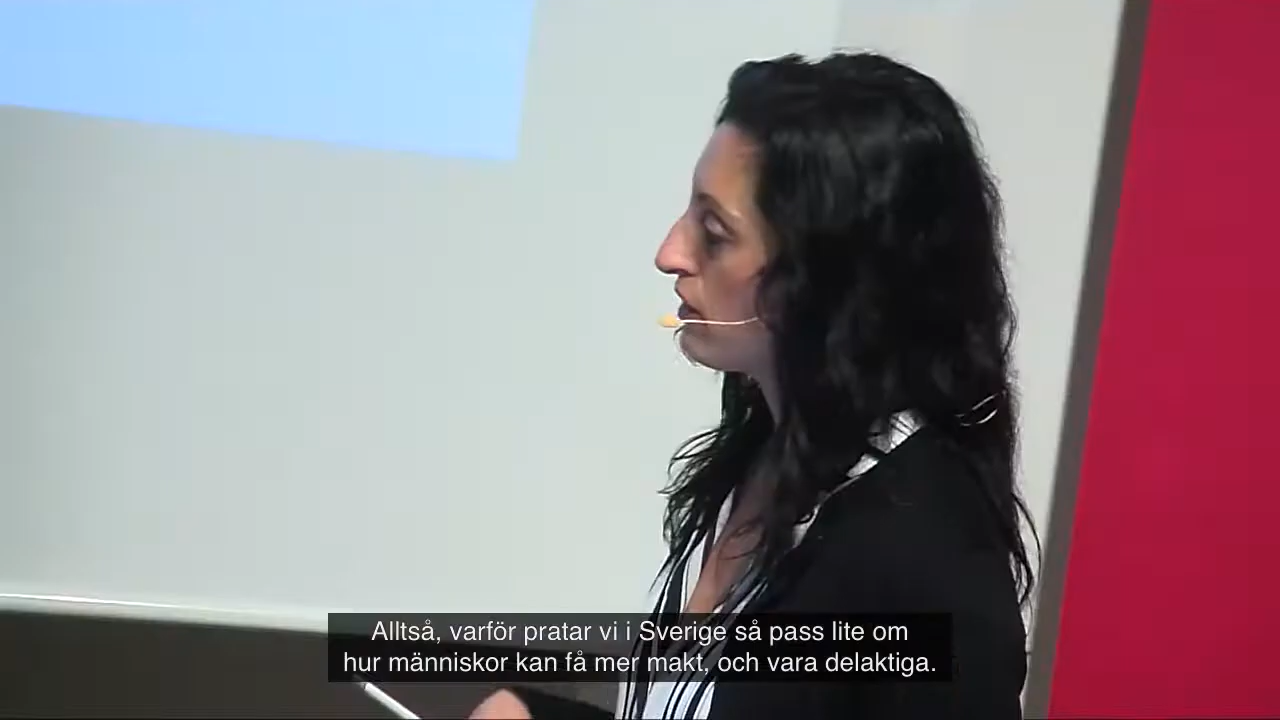 Alltså, varför pratar vi i Sverige så pass lite om
hur människor kan få mer makt, och vara delaktiga.